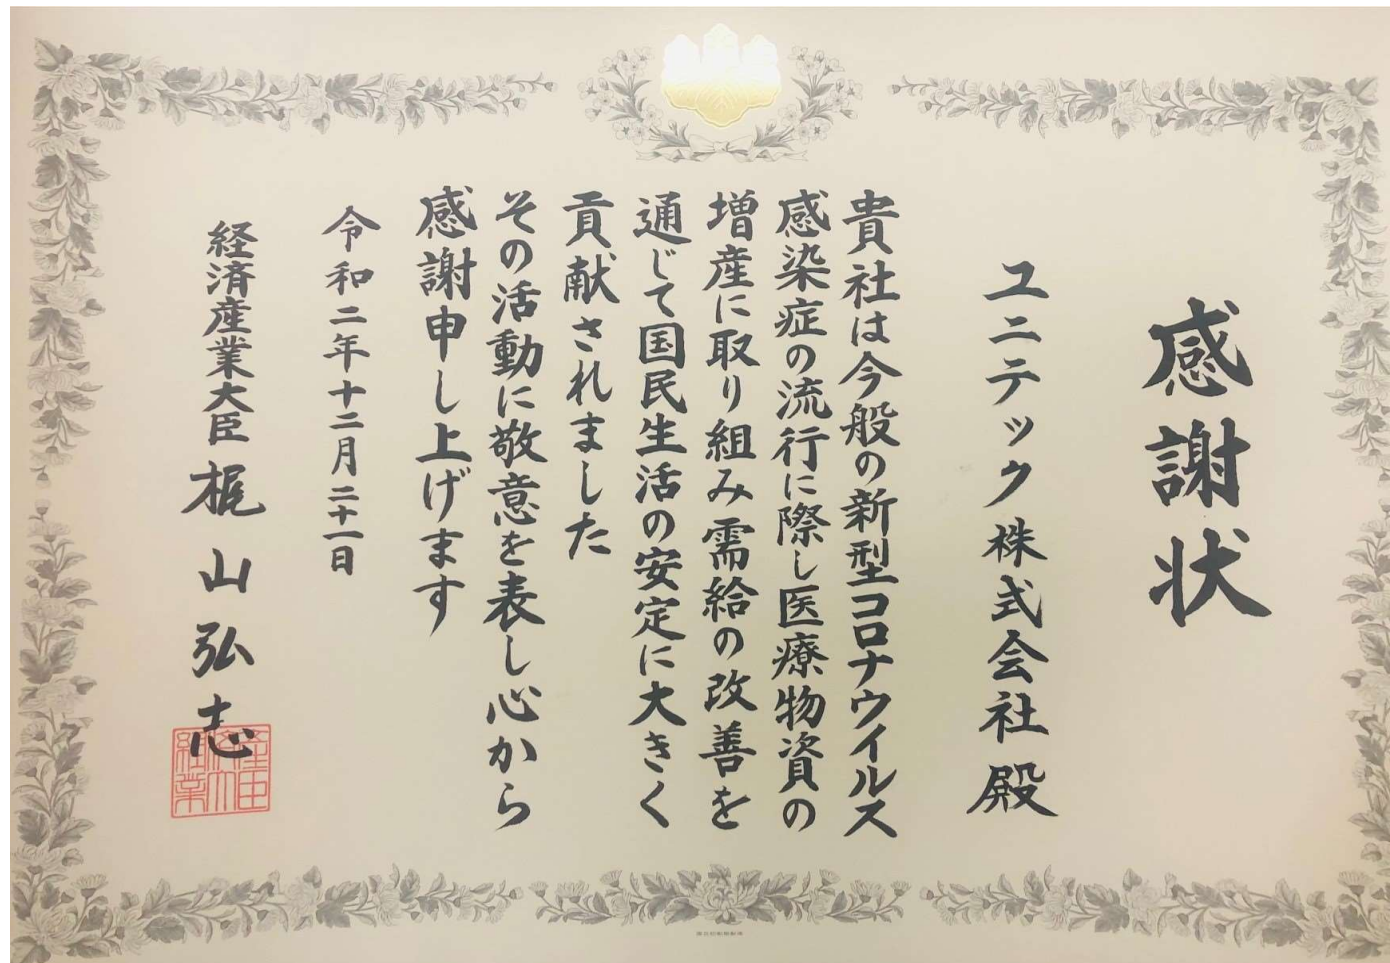 感謝状
ユニテック株式会社殿
貴社は今般の新型コロナウイルス
感染症の流行に際し医療物資の
増産に取り組み需給の改善を
通じて国民生活の安定に大きく
貢献されました
その活動に敬意を表し心から
感謝申し上げます
令和二年十二月二十一日
経済産業大臣 梶山弘志